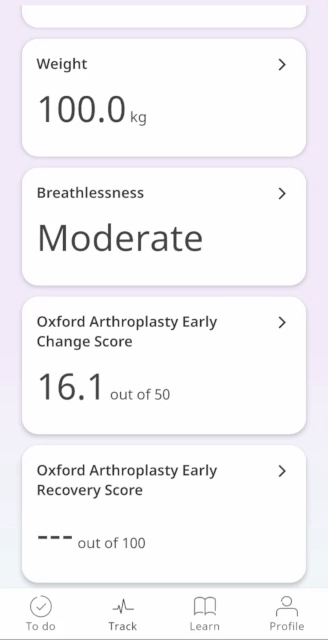 Weight
100.0 kg
Breathlessness
Moderate
Oxford Arthroplasty Early
Change Score
16.1 out of 50
Oxford Arthroplasty Early
Recovery Score
--- out of 100
To do Track Learn Profile